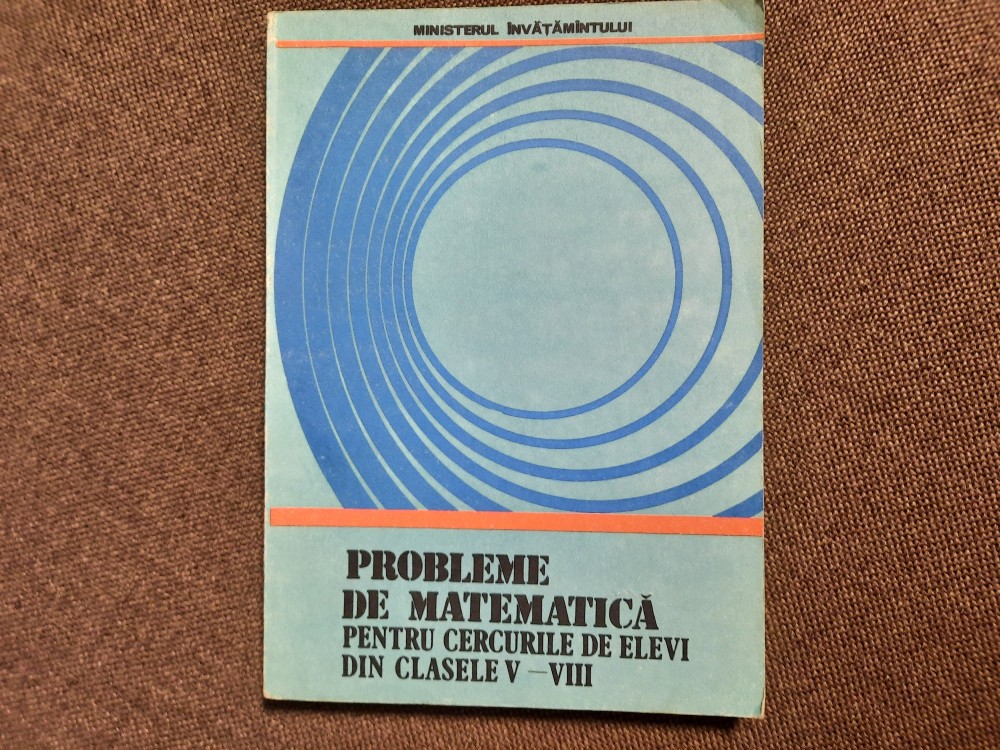 MINISTERUL ÎNVĂȚĂMÎNTULUI
PROBLEME
DE MATEMATICĂ
PENTRU CERCURILE DE ELEVI
DIN CLASELE V – VIII